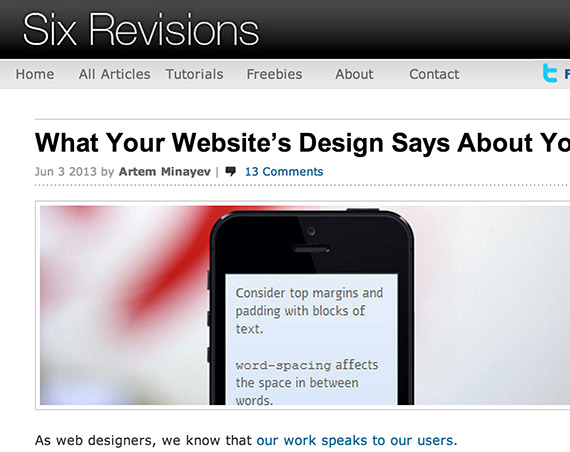 Six Revisions
Home All Articles Tutorials Freebies About Contact
What Your Website’s Design Says About Yo
Jun 3 2013 by Artem Minayev | 13 Comments
Consider top margins and
padding with blocks of
text.
word-spacing affects
the space in between
words.
As web designers, we know that our work speaks to our users.